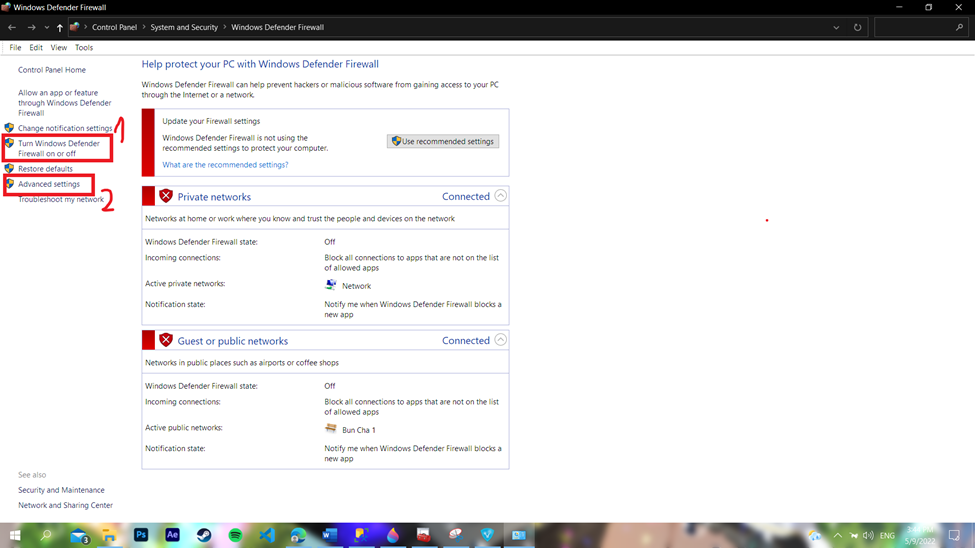 Windows Defender Firewall
Control Panel
System and Security
Windows Defender Firewall
File Edit View Tools
Control Panel Home
Allow an app or feature
through Windows Defender
Firewall
Change notification settings
1
Turn Windows Defender
Firewall on or off
Restore defaults
Advanced settings
Troubleshoot my network
2
Help protect your PC with Windows Defender Firewall
Windows Defender Firewall can help prevent hackers or malicious software from gaining access to your PC
through the Internet or a network.
Update your Firewall settings
Windows Defender Firewall is not using the
recommended settings to protect your computer.
Use recommended settings
What are the recommended settings?
Private networks Connected
Networks at home or work where you know and trust the people and devices on the network
Windows Defender Firewall state: Off
Incoming connections: Block all connections to apps that are not on the list
of allowed apps
Active private networks: Network
Notification state: Notify me when Windows Defender Firewall blocks a
new app
Guest or public networks Connected
Networks in public places such as airports or coffee shops
Windows Defender Firewall state: Off
Incoming connections: Block all connections to apps that are not on the list
of allowed apps
Active public networks: Bun Cha 1
Notification state: Notify me when Windows Defender Firewall blocks a
new app
See also
Security and Maintenance
Network and Sharing Center
3
Ps
Ae
W
ENG
5/9/2022